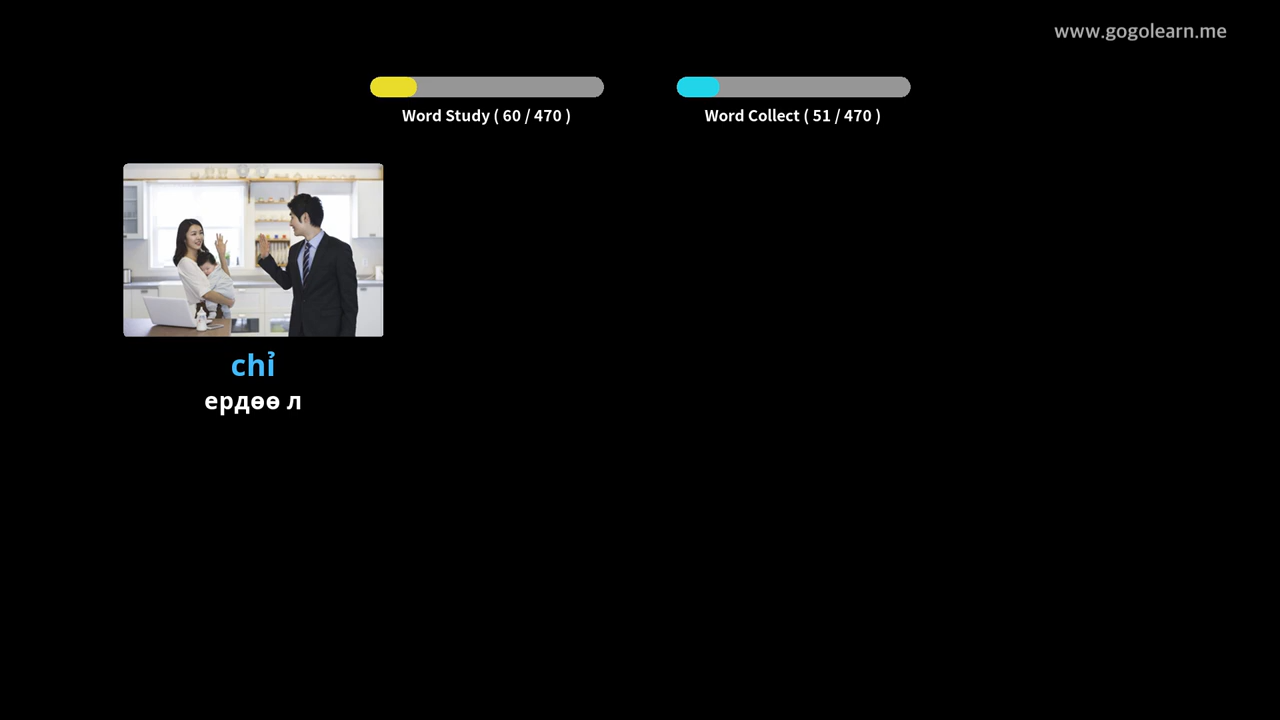 www.gogolearn.me
Word Study ( 60 / 470 )
Word Collect ( 51 / 470 )
chỉ
ердөө л